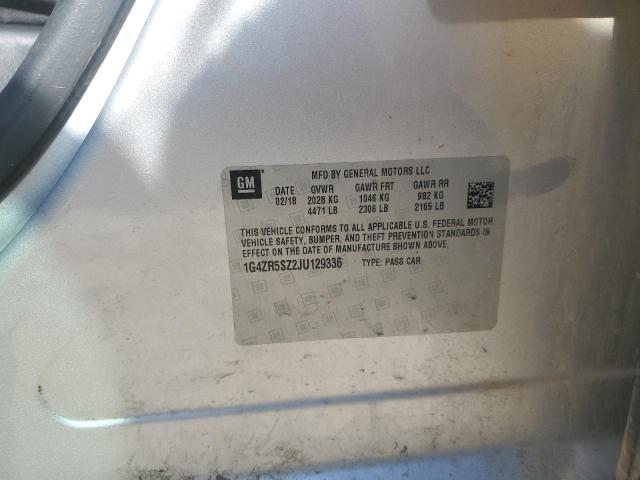 GM
MFD BY GENERAL MOTORS LLC
DATE GVWR GAWR FRT GAWR RR
02/18 2028 KG 1046 KG 982 KG
4471 LB 2306 LB 2165 LB
THIS VEHICLE CONFORMS TO ALL APPLICABLE U.S. FEDERAL MOTOR
VEHICLE SAFETY, BUMPER, AND THEFT PREVENTION STANDARDS IN
EFFECT ON THE DATE OF MANUFACTURE SHOWN ABOVE.
1G4ZR5SZ2JU129336 TYPE: PASS CAR